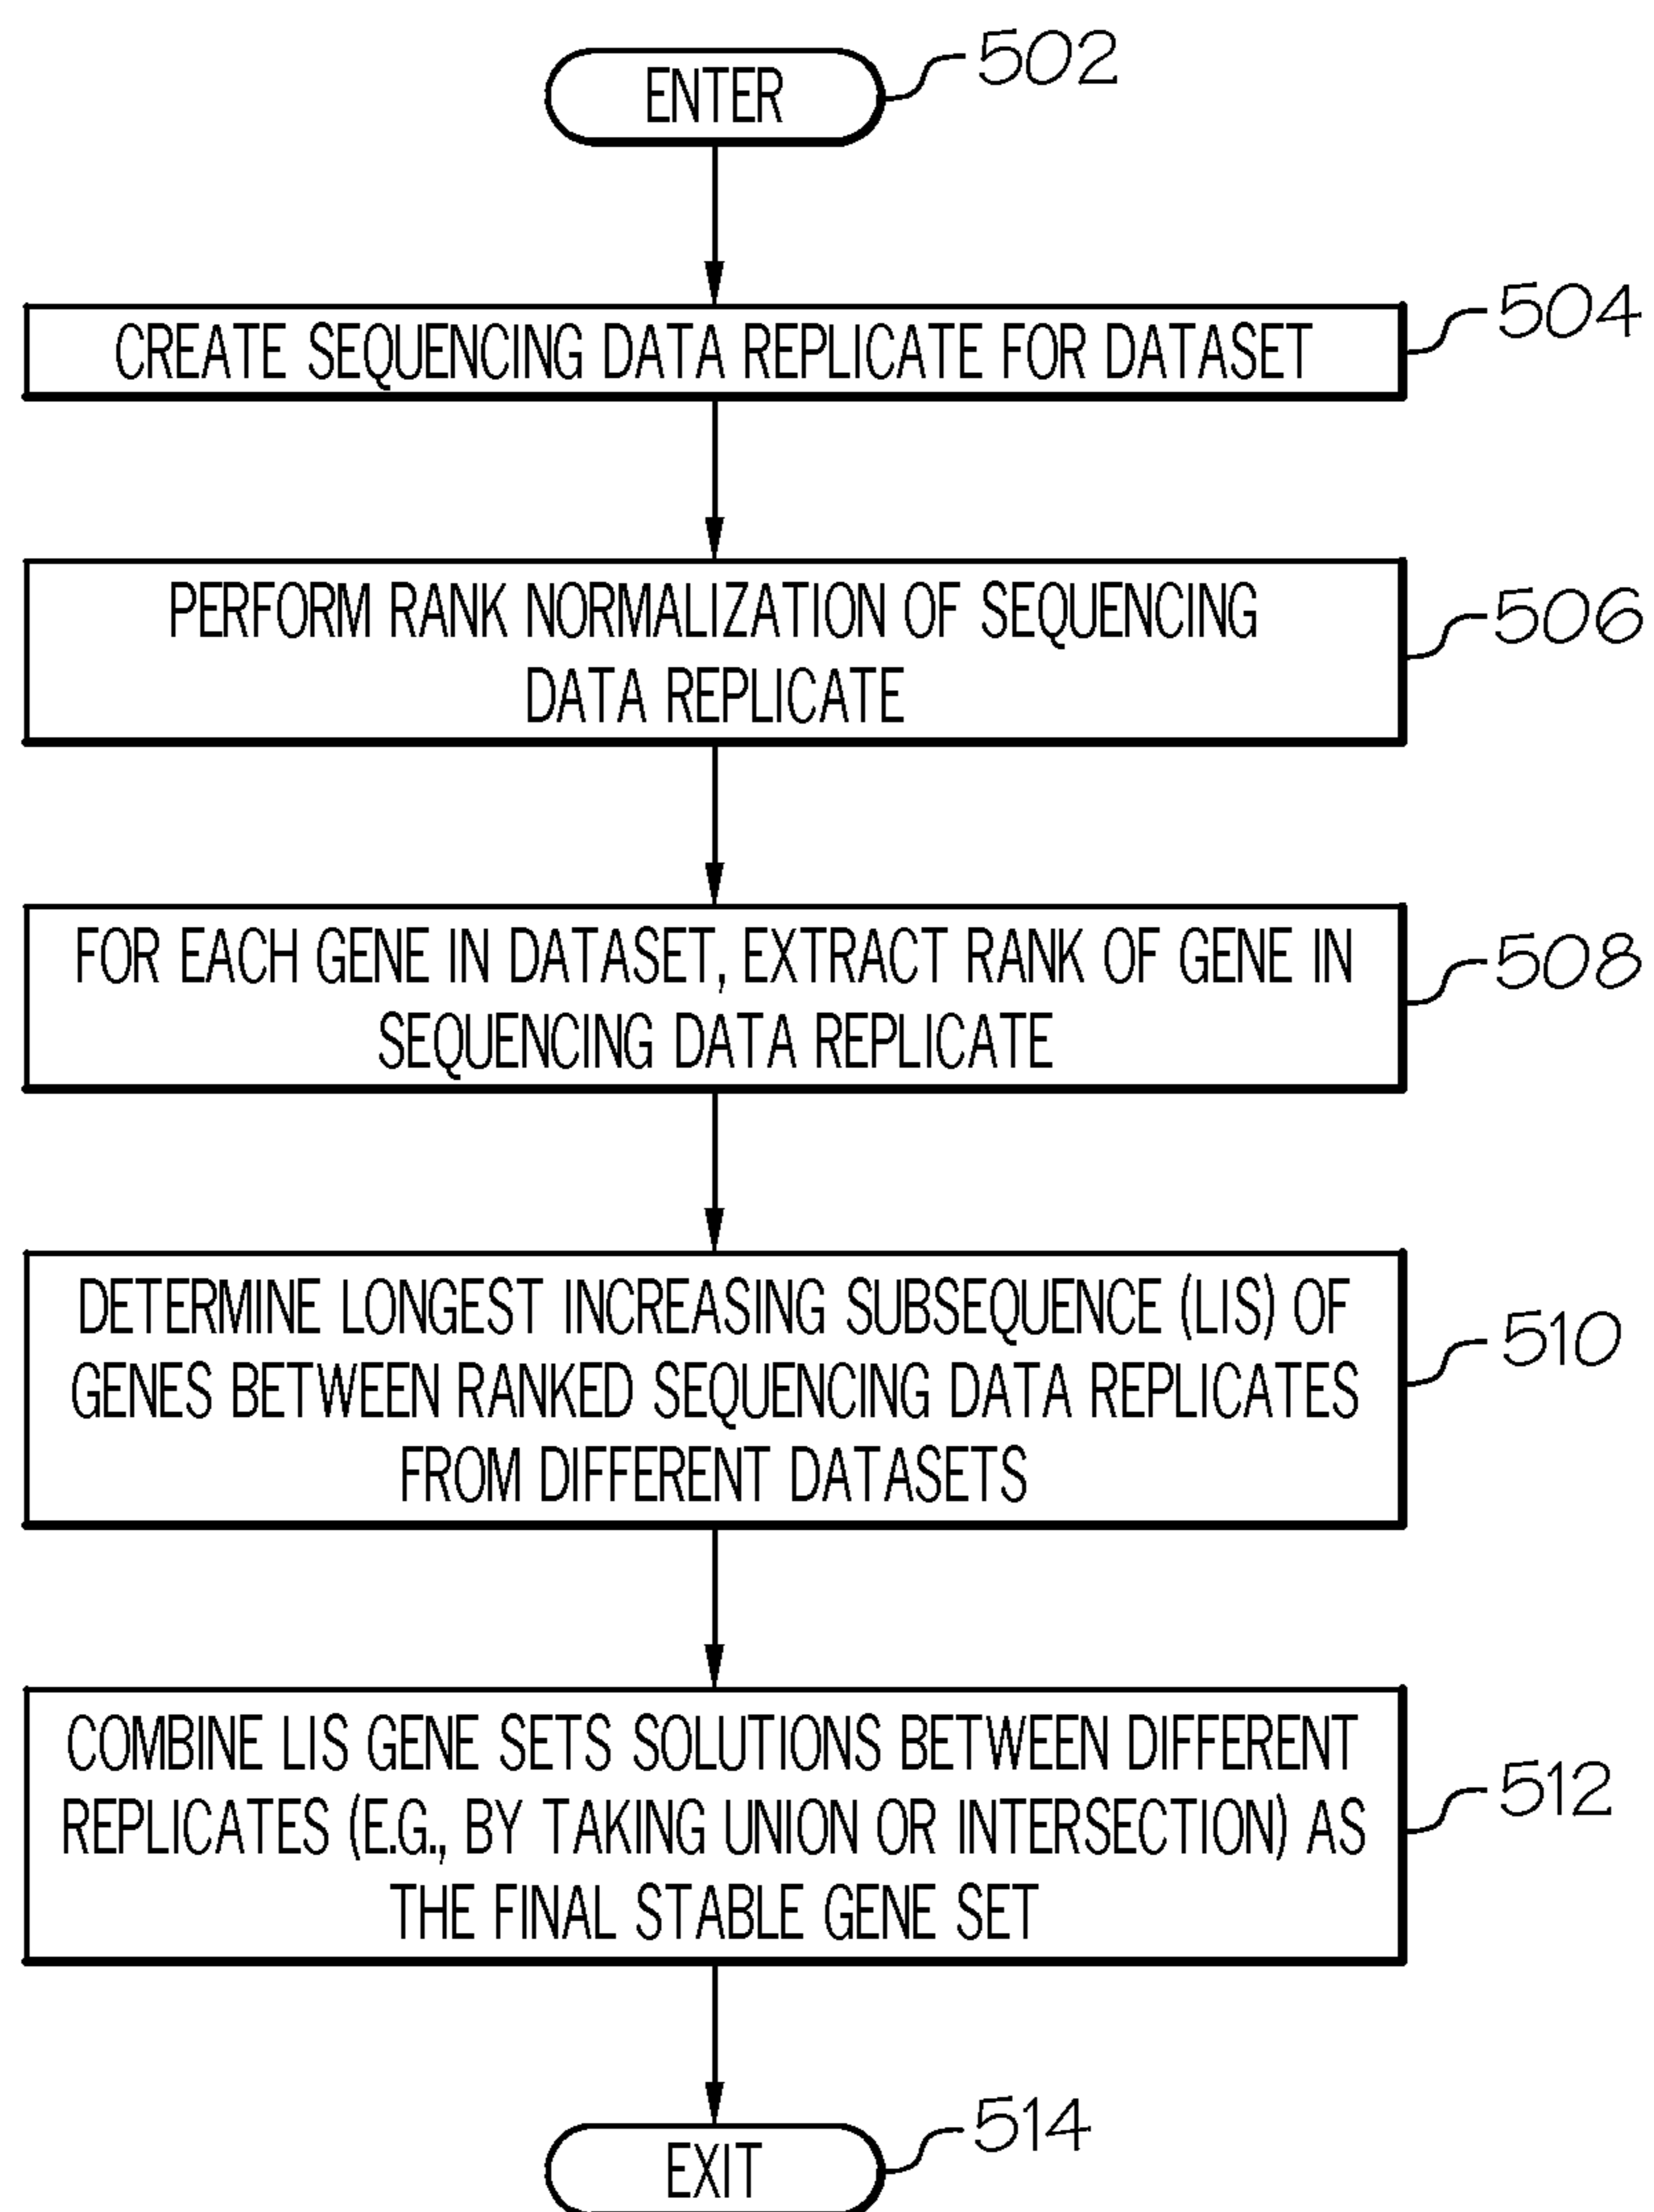 ENTER
502
CREATE SEQUENCING DATA REPLICATE FOR DATASET
504
PERFORM RANK NORMALIZATION OF SEQUENCING
DATA REPLICATE
506
FOR EACH GENE IN DATASET, EXTRACT RANK OF GENE IN
SEQUENCING DATA REPLICATE
508
DETERMINE LONGEST INCREASING SUBSEQUENCE (LIS) OF
GENES BETWEEN RANKED SEQUENCING DATA REPLICATES
FROM DIFFERENT DATASETS
510
COMBINE LIS GENE SETS SOLUTIONS BETWEEN DIFFERENT
REPLICATES (E.G., BY TAKING UNION OR INTERSECTION) AS
THE FINAL STABLE GENE SET
512
EXIT
514